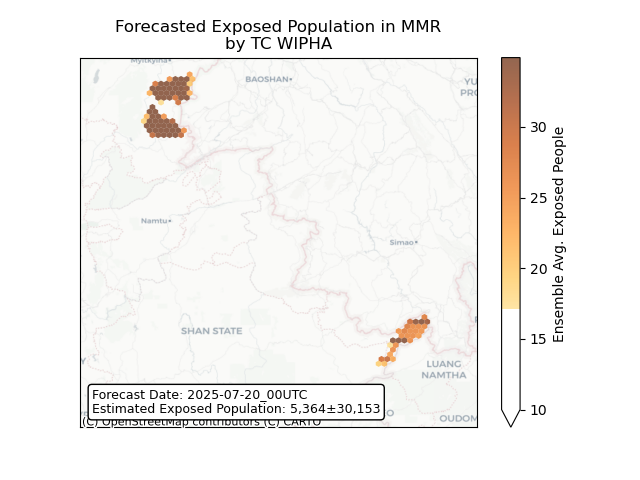 Forecasted Exposed Population in MMR
by TC WIPHA
Myitkyina
BAOSHAN
YU
PRO
Namtu
Simao
SHAN STATE
LUANG
NAMTHA
OUDOM
Forecast Date: 2025-07-20_00UTC
Estimated Exposed Population: 5,364±30,153
(C) OpenStreetMap contributors (C) CARTO
30
25
20
15
10
Ensemble Avg. Exposed People